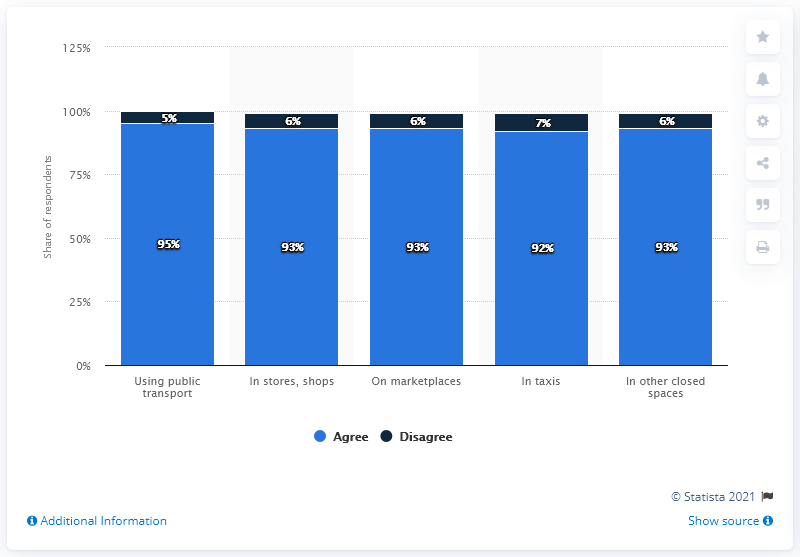 125%
100%
75%
50%
25%
0%
Share of respondents
5%
6%
6%
7%
6%
95%
93%
93%
92%
93%
Using public
transport
In stores, shops
On marketplaces
In taxis
In other closed
spaces
Agree
Disagree
© Statista 2021
Additional Information
Show source